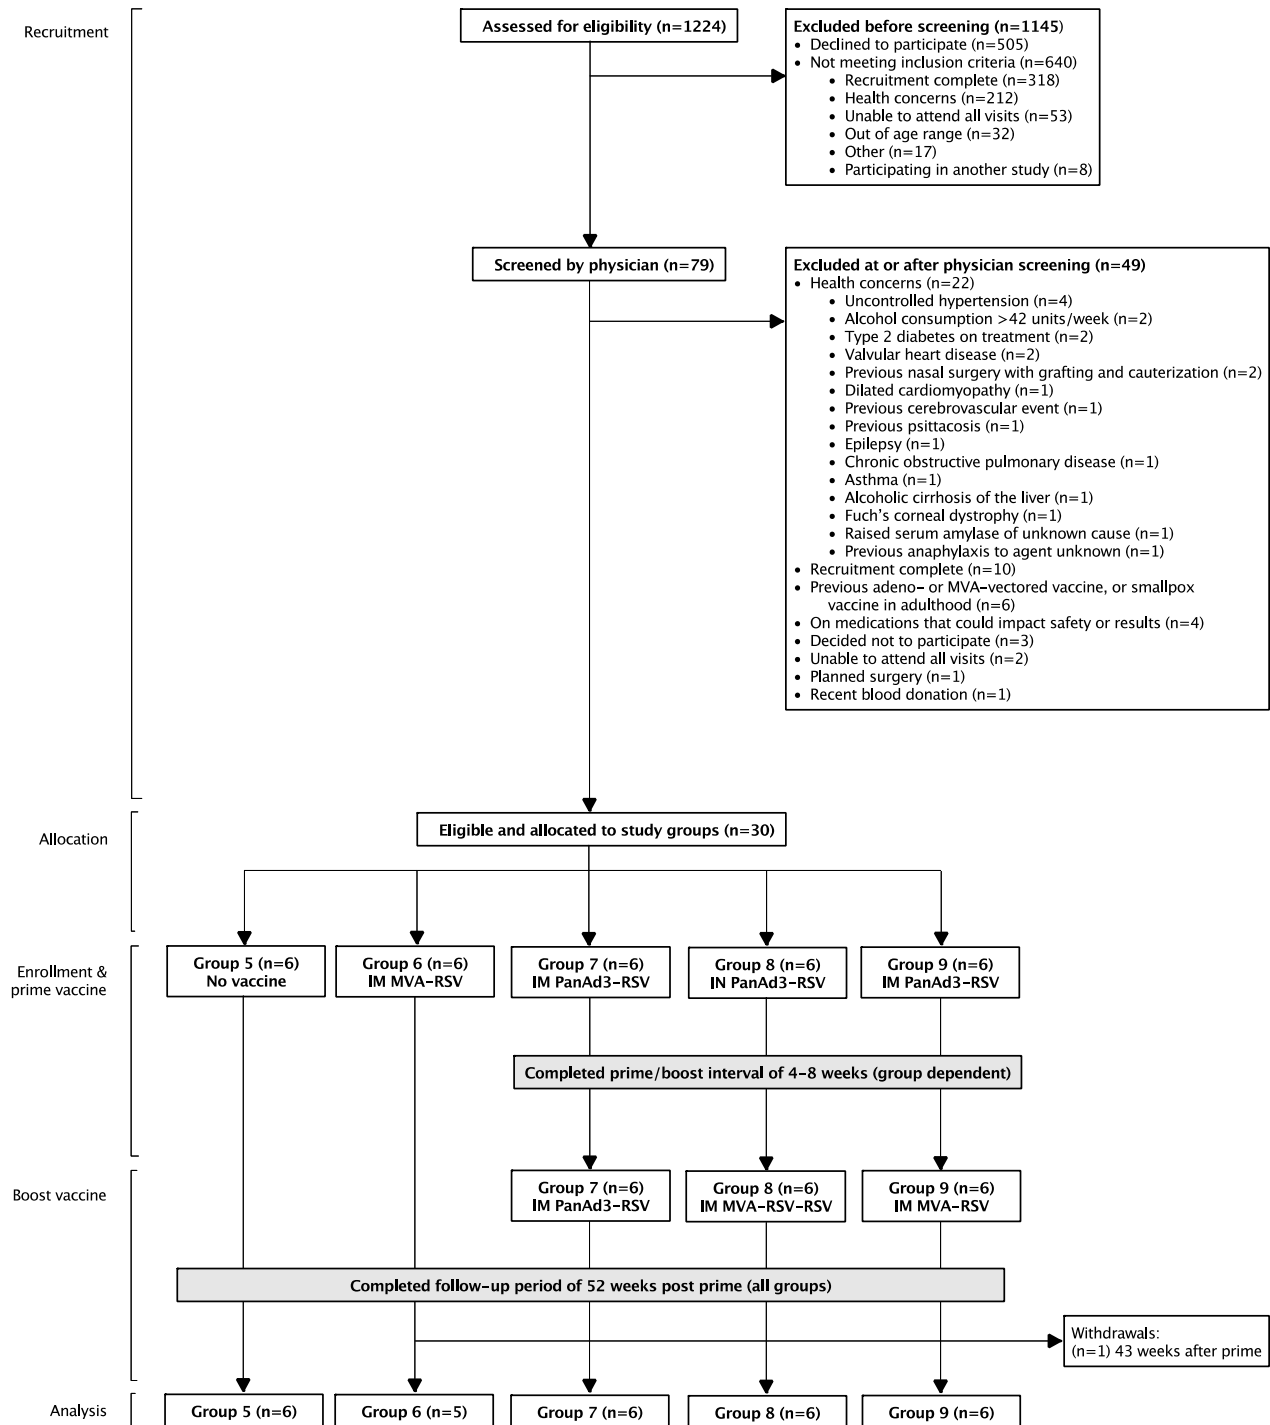 Recruitment
Assessed for eligibility (n=1224)
Excluded before screening (n=1145)
• Declined to participate (n=505)
• Not meeting inclusion criteria (n=640)
• Recruitment complete (n=318)
• Health concerns (n=212)
• Unable to attend all visits (n=53)
• Out of age range (n=32)
• Other (n=17)
• Participating in another study (n=8)
Screened by physician (n=79)
Excluded at or after physician screening (n=49)
• Health concerns (n=22)
• Uncontrolled hypertension (n=4)
• Alcohol consumption >42 units/week (n=2)
• Type 2 diabetes on treatment (n=2)
• Valvular heart disease (n=2)
• Previous nasal surgery with grafting and cauterization (n=2)
• Dilated cardiomyopathy (n=1)
• Previous cerebrovascular event (n=1)
• Previous psittacosis (n=1)
• Epilepsy (n=1)
• Chronic obstructive pulmonary disease (n=1)
• Asthma (n=1)
• Alcoholic cirrhosis of the liver (n=1)
• Fuch's corneal dystrophy (n=1)
• Raised serum amylase of unknown cause (n=1)
• Previous anaphylaxis to agent unknown (n=1)
• Recruitment complete (n=10)
• Previous adeno- or MVA-vectored vaccine, or smallpox
vaccine in adulthood (n=6)
• On medications that could impact safety or results (n=4)
• Decided not to participate (n=3)
• Unable to attend all visits (n=2)
• Planned surgery (n=1)
• Recent blood donation (n=1)
Allocation
Eligible and allocated to study groups (n=30)
Enrollment &
prime vaccine
Group 5 (n=6)
No vaccine
Group 6 (n=6)
IM MVA-RSV
Group 7 (n=6)
IM PanAd3-RSV
Group 8 (n=6)
IN PanAd3-RSV
Group 9 (n=6)
IM PanAd3-RSV
Completed prime/boost interval of 4-8 weeks (group dependent)
Boost vaccine
Group 7 (n=6)
IM PanAd3-RSV
Group 8 (n=6)
IM MVA-RSV-RSV
Group 9 (n=6)
IM MVA-RSV
Completed follow-up period of 52 weeks post prime (all groups)
Withdrawals:
(n=1) 43 weeks after prime
Analysis
Group 5 (n=6)
Group 6 (n=5)
Group 7 (n=6)
Group 8 (n=6)
Group 9 (n=6)